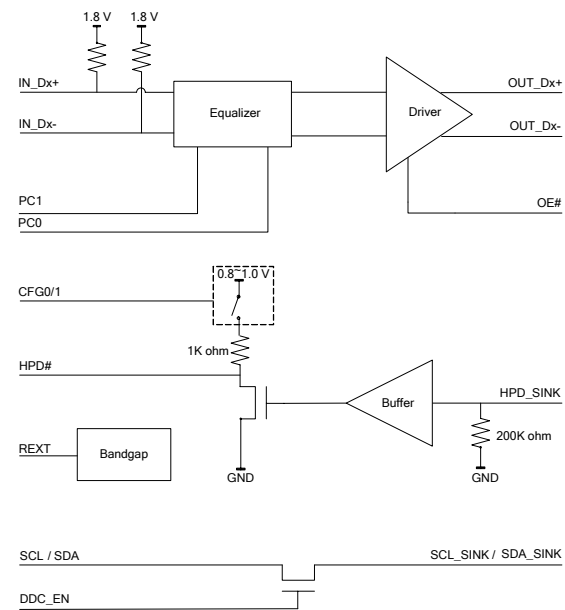 1.8 V 1.8 V
IN_Dx+
OUT_Dx+
Equalizer
Driver
IN_Dx-
OUT_Dx-
PC1
OE#
PC0
0.8~1.0 V
CFG0/1
1K ohm
HPD#
HPD_SINK
Buffer
200K ohm
REXT
Bandgap
GND
GND
SCL / SDA
SCL_SINK / SDA_SINK
DDC_EN